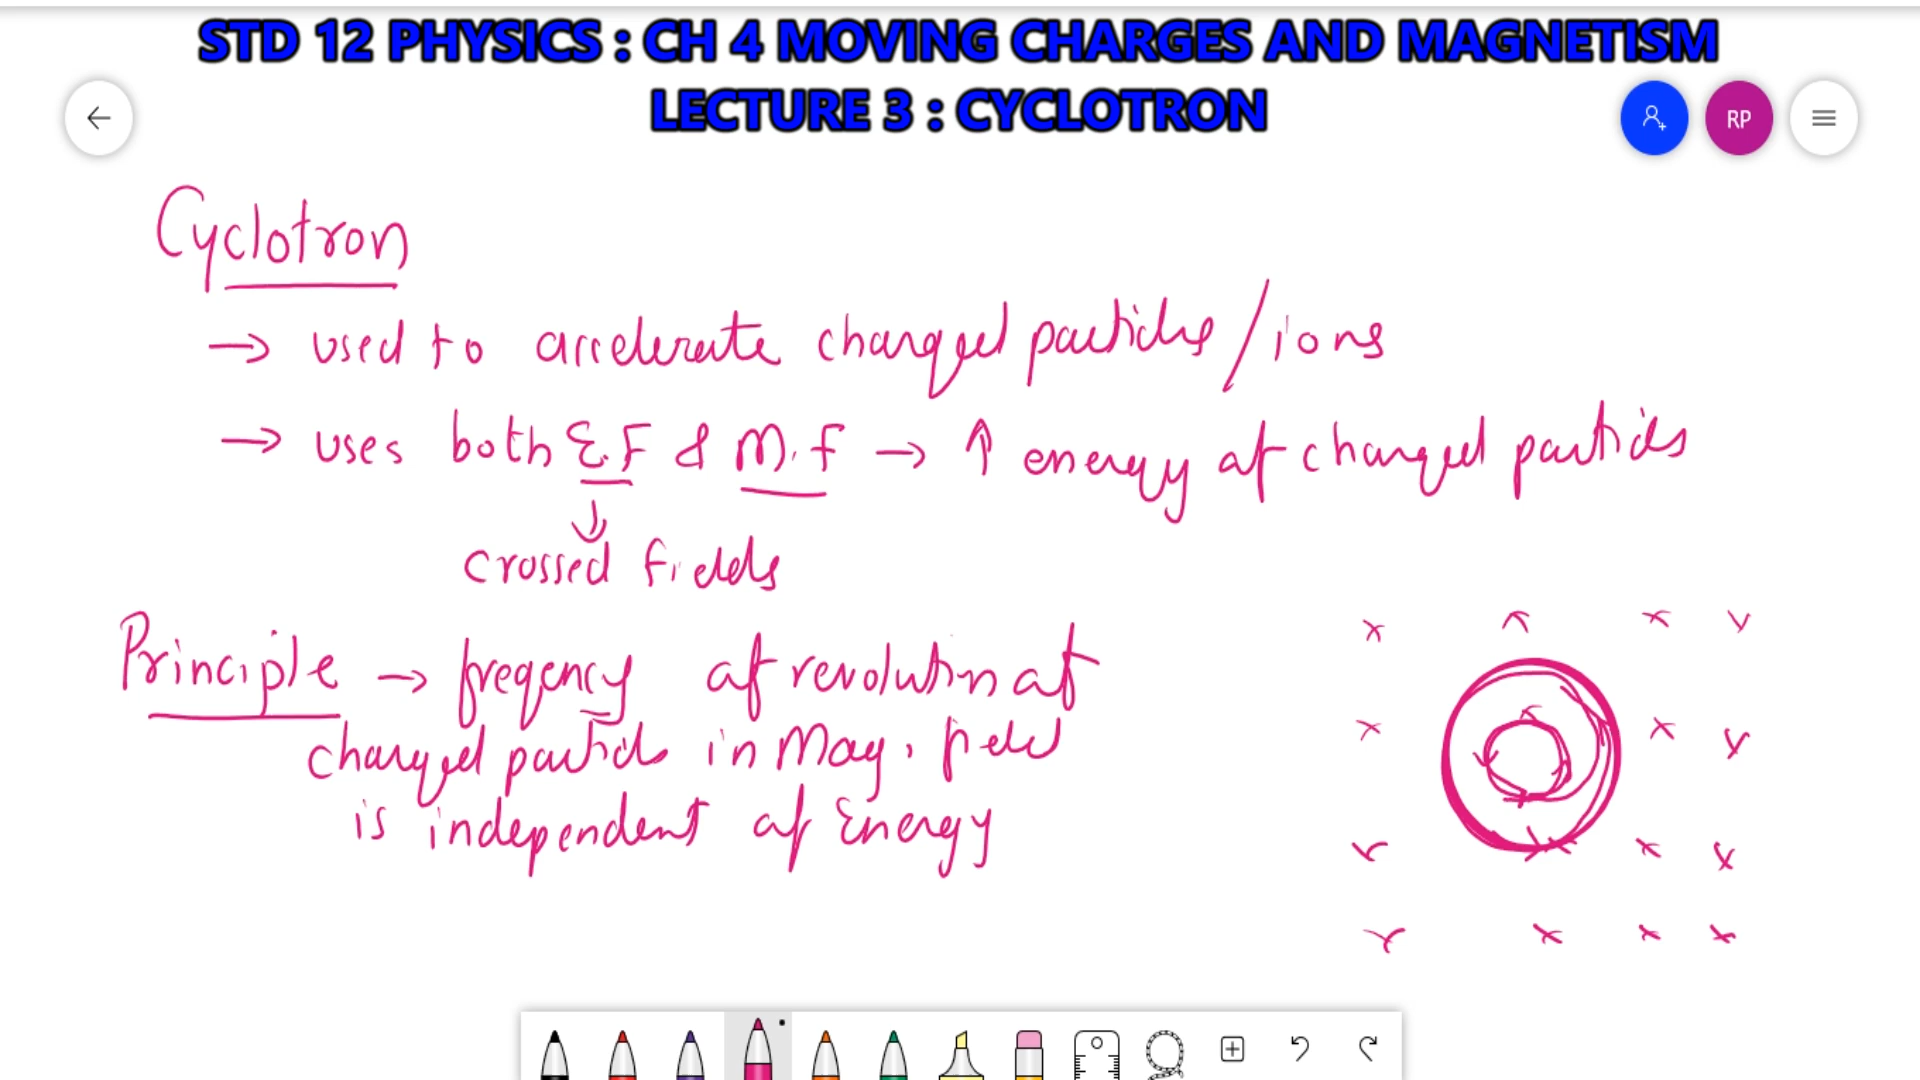 STD 12 PHYSICS : CH 4 MOVING CHARGES AND MAGNETISM
LECTURE 3 : CYCLOTRON
RP
Cyclotron
→ used to accelerate charged particles / ions
→ uses both E.F & M.F → ↑ energy of charged particles
crossed fields
Principle → freqency of revolution of
charged particls in Mag. field
is independent of Energy